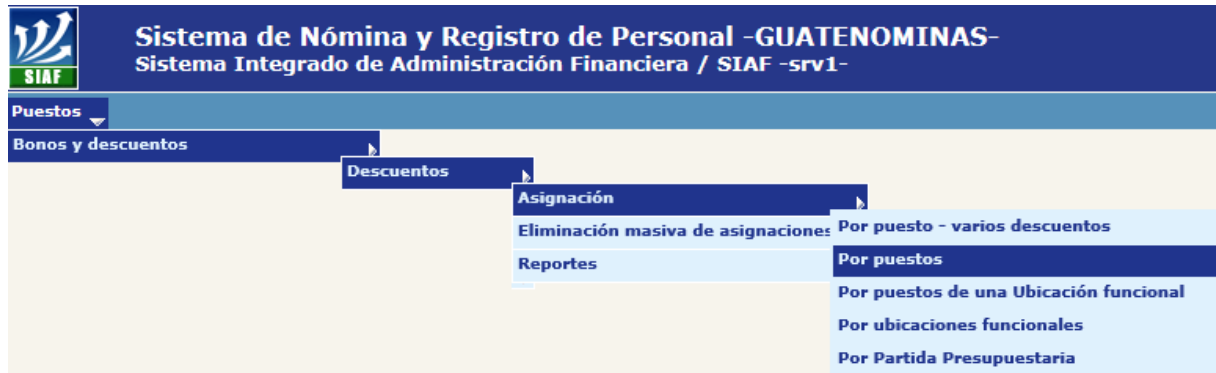 SIAF
Sistema de Nómina y Registro de Personal -GUATENOMINAS-
Sistema Integrado de Administración Financiera / SIAF -srv1-
Puestos
Bonos y descuentos
Descuentos
Asignación
Eliminación masiva de asignaciones
Reportes
Por puesto - varios descuentos
Por puestos
Por puestos de una Ubicación funcional
Por ubicaciones funcionales
Por Partida Presupuestaria